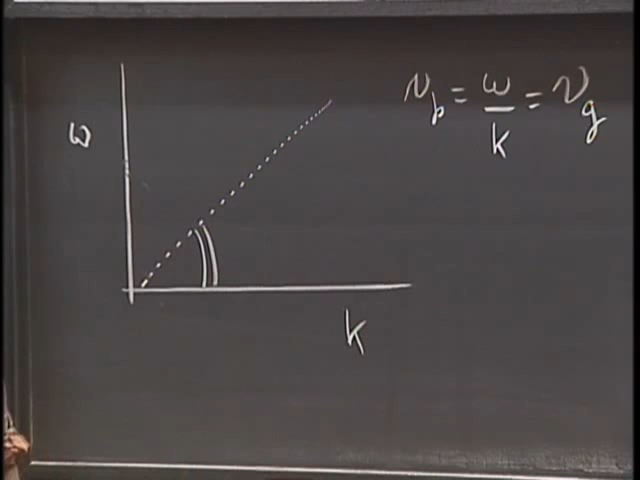 ω
v_p = ω/k = v_g
k